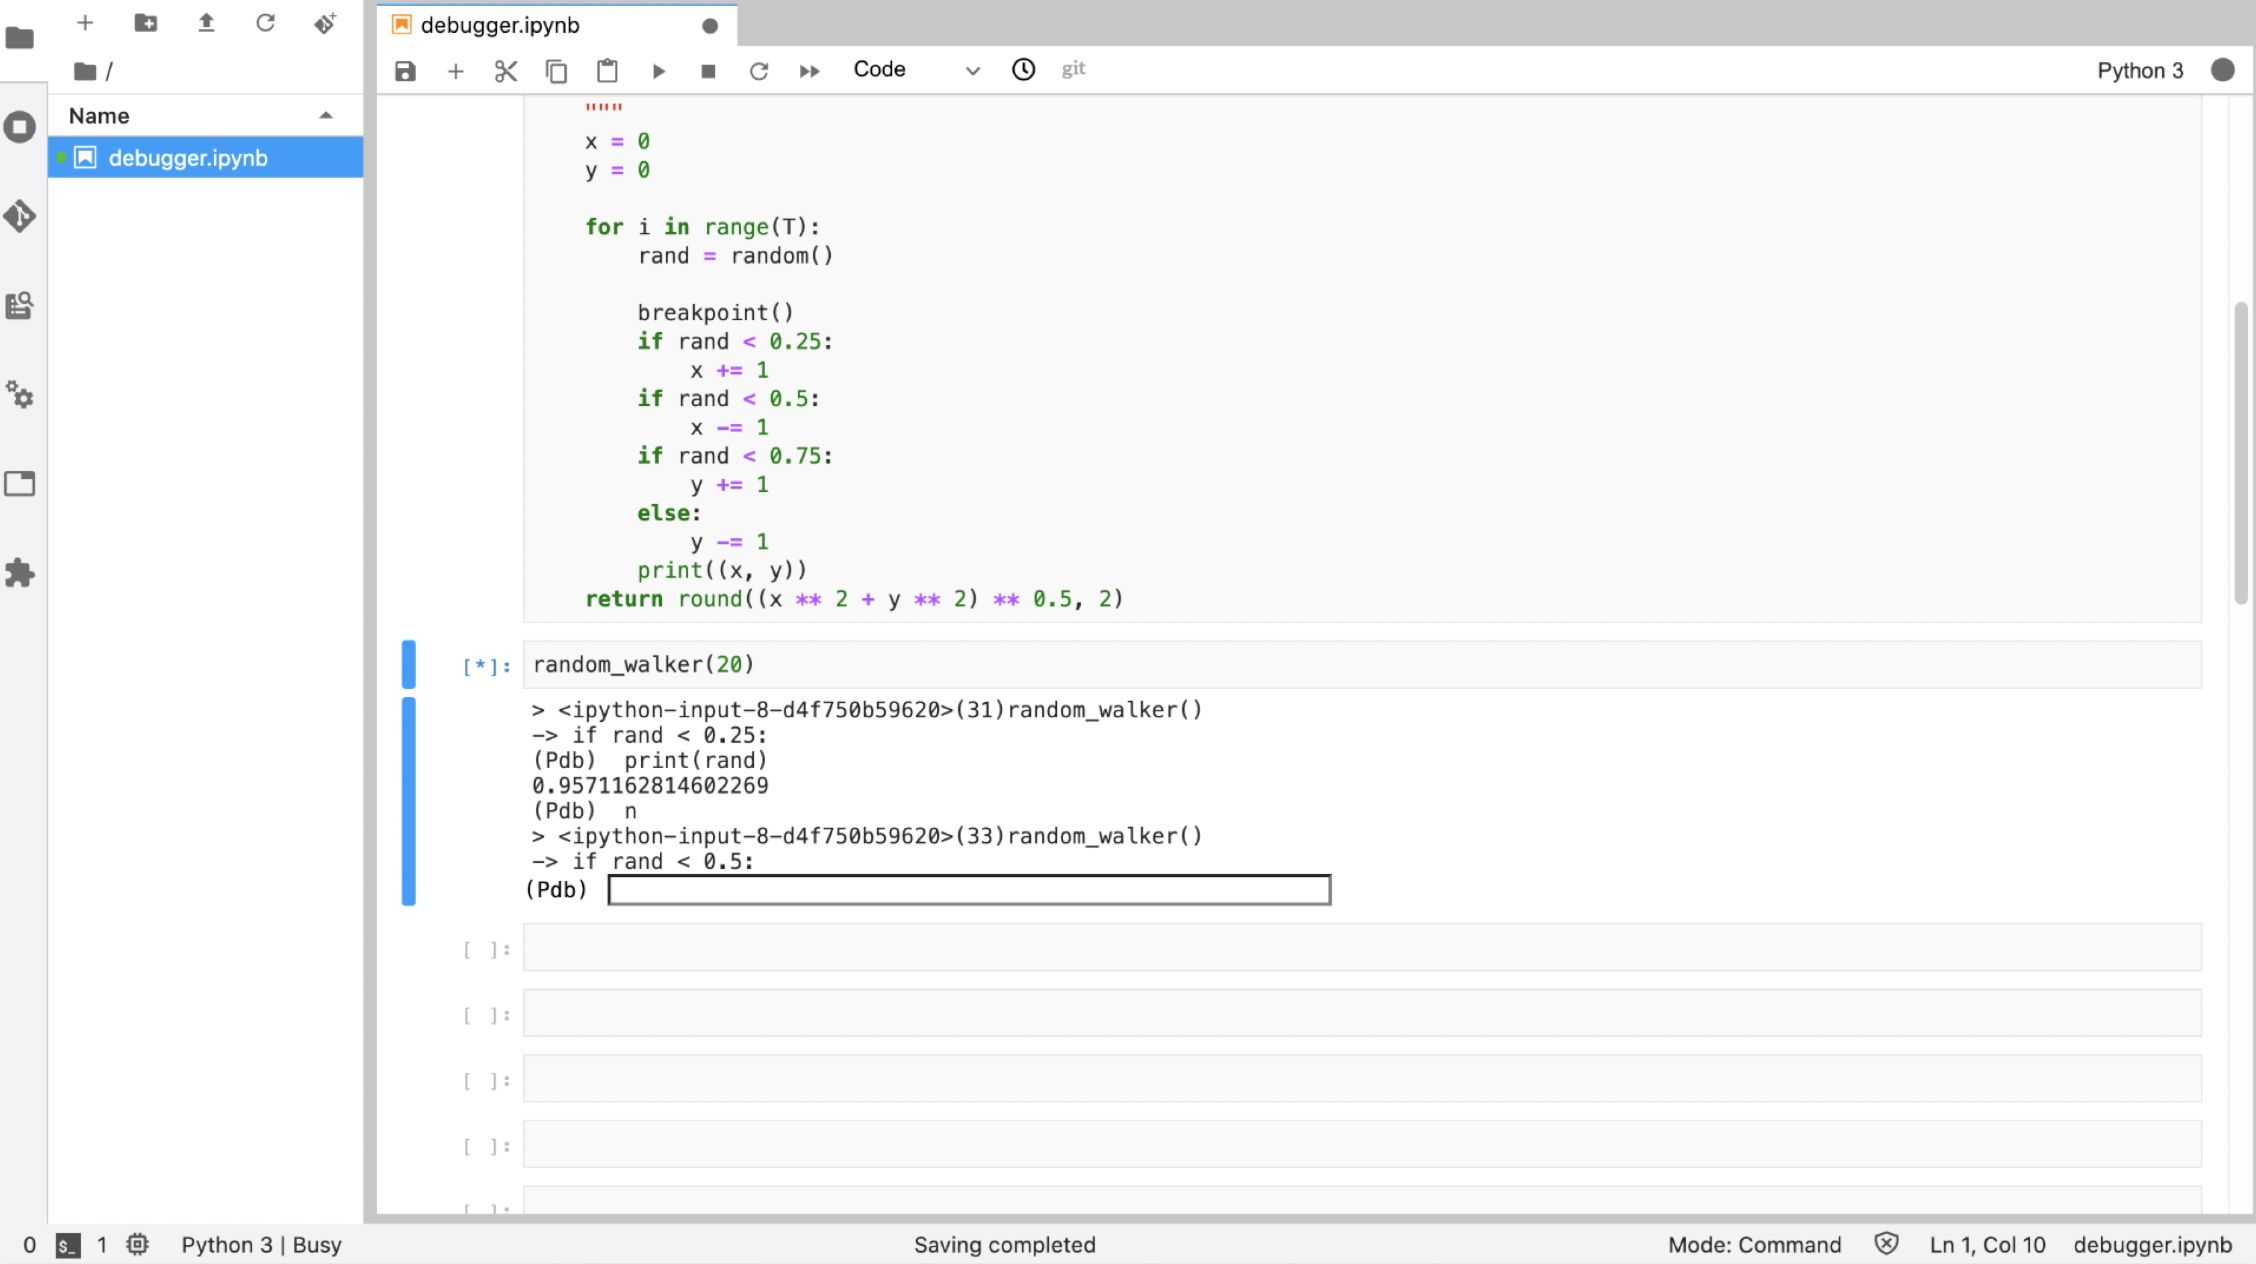 debugger.ipynb
/
Code
git
Python 3
Name
debugger.ipynb
"""
x = 0
y = 0
for i in range(T):
rand = random()
breakpoint()
if rand < 0.25:
x += 1
if rand < 0.5:
x -= 1
if rand < 0.75:
y += 1
else:
y -= 1
print((x, y))
return round((x ** 2 + y ** 2) ** 0.5, 2)
[*]: random_walker(20)
> <ipython-input-8-d4f750b59620>(31)random_walker()
-> if rand < 0.25:
(Pdb) print(rand)
0.9571162814602269
(Pdb) n
> <ipython-input-8-d4f750b59620>(33)random_walker()
-> if rand < 0.5:
(Pdb)
[ ]:
[ ]:
[ ]:
[ ]:
[ ]:
0 $_ 1 Python 3 | Busy Saving completed Mode: Command Ln 1, Col 10 debugger.ipynb